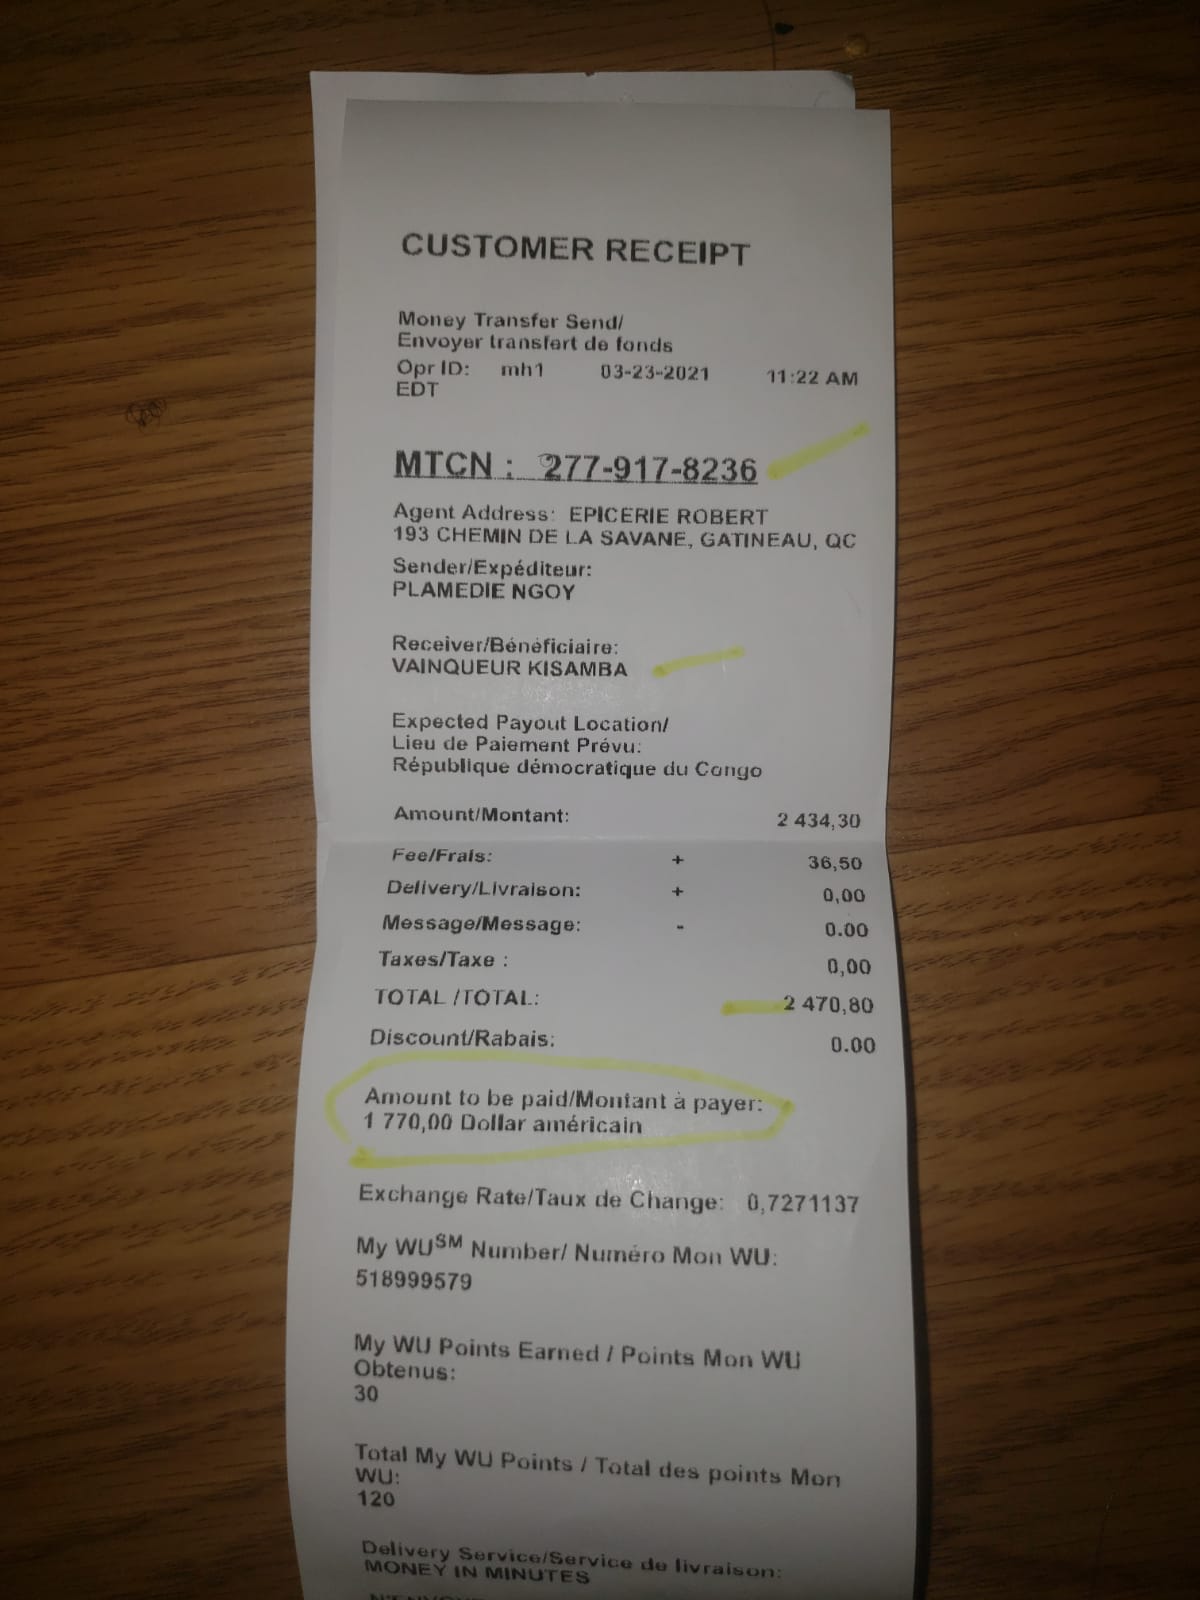 CUSTOMER RECEIPT
Money Transfer Send/
Envoyer transfert de fonds
Opr ID: mh1 03-23-2021 11:22 AM
EDT
MTCN : 277-917-8236
Agent Address: EPICERIE ROBERT
193 CHEMIN DE LA SAVANE, GATINEAU, QC
Sender/Expéditeur:
PLAMEDIE NGOY
Receiver/Bénéficiaire:
VAINQUEUR KISAMBA
Expected Payout Location/
Lieu de Paiement Prévu:
République démocratique du Congo
Amount/Montant: 2 434,30
Fee/Frais: + 36,50
Delivery/Livraison: + 0,00
Message/Message: - 0.00
Taxes/Taxe : 0,00
TOTAL /TOTAL: 2 470,80
Discount/Rabais: 0.00
Amount to be paid/Montant à payer:
1 770,00 Dollar américain
Exchange Rate/Taux de Change: 0,7271137
My WU SM Number/ Numéro Mon WU:
518999579
My WU Points Earned / Points Mon WU
Obtenus:
30
Total My WU Points / Total des points Mon
WU:
120
Delivery Service/Service de livraison:
MONEY IN MINUTES